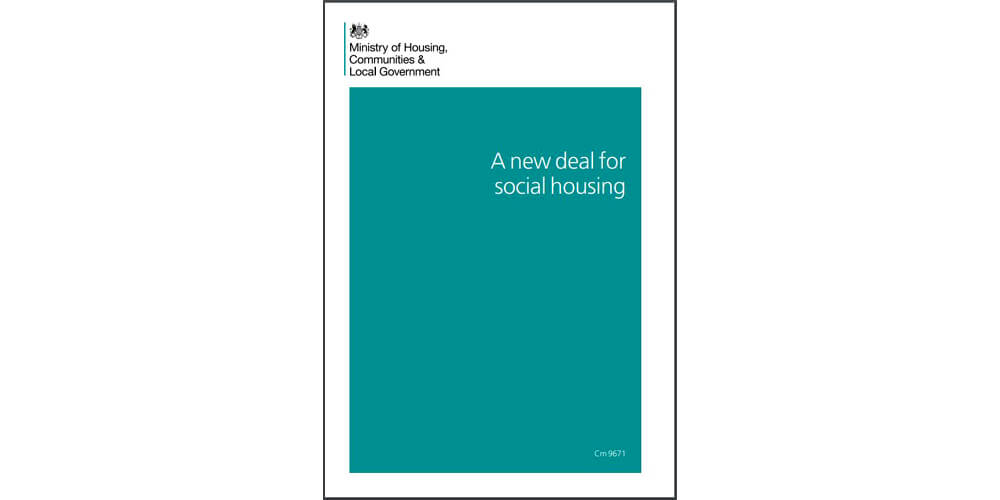 Ministry of Housing,
Communities &
Local Government
A new deal for
social housing
Cm 9671